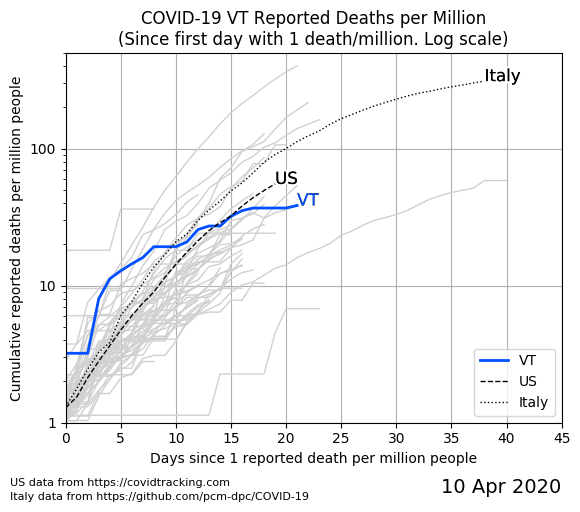 COVID-19 VT Reported Deaths per Million
(Since first day with 1 death/million. Log scale)
Cumulative reported deaths per million people
100
10
1
Italy
US
VT
VT
US
Italy
0 5 10 15 20 25 30 35 40 45
Days since 1 reported death per million people
US data from https://covidtracking.com
Italy data from https://github.com/pcm-dpc/COVID-19
10 Apr 2020